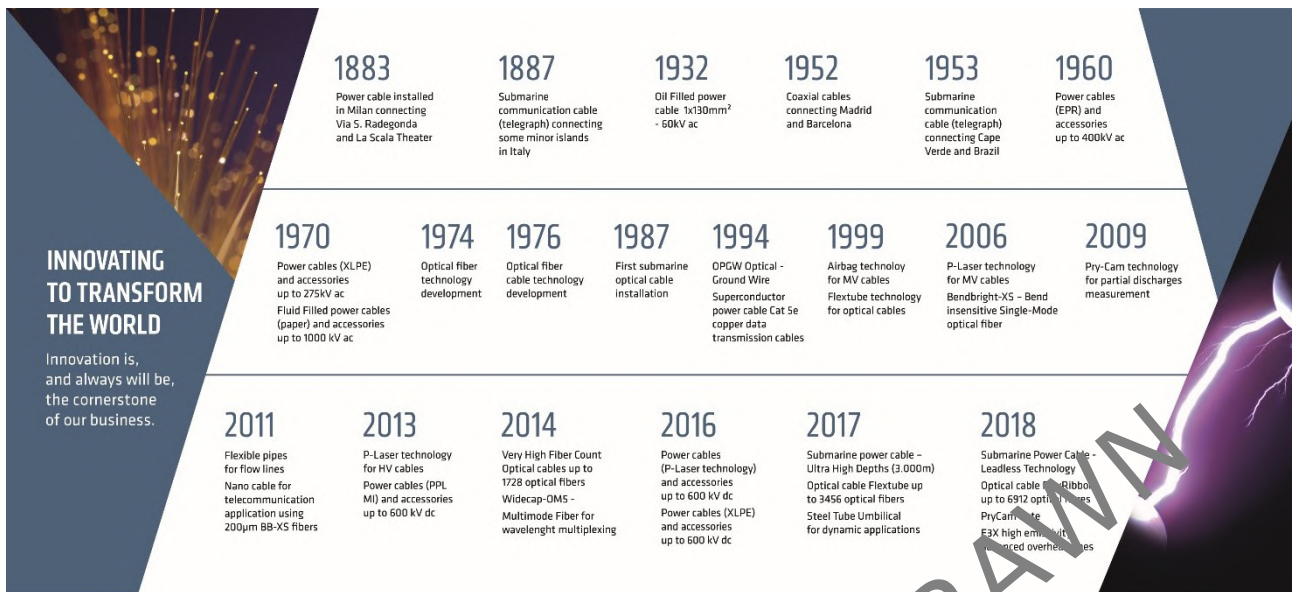 INNOVATING
TO TRANSFORM
THE WORLD
Innovation is,
and always will be,
the cornerstone
of our business.
1883
Power cable installed
in Milan connecting
Via S. Radegonda
and La Scala Theater
1887
Submarine
communication cable
(telegraph) connecting
some minor islands
in Italy
1932
Oil Filled power
cable 1x130mm²
- 60kV ac
1952
Coaxial cables
connecting Madrid
and Barcelona
1953
Submarine
communication
cable (telegraph)
connecting Cape
Verde and Brazil
1960
Power cables
(EPR) and
accessories
up to 400kV ac
1970
Power cables (XLPE)
and accessories
up to 275kV ac
Fluid Filled power cables
(paper) and accessories
up to 1000 kV ac
1974
Optical fiber
technology
development
1976
Optical fiber
cable technology
development
1987
First submarine
optical cable
installation
1994
OPGW Optical -
Ground Wire
Superconductor
power cable Cat 5e
copper data
transmission cables
1999
Airbag technoloy
for MV cables
Flextube technology
for optical cables
2006
P-Laser technology
for MV cables
Bendbright-XS – Bend
insensitive Single-Mode
optical fiber
2009
Pry-Cam technology
for partial discharges
measurement
2011
Flexible pipes
for flow lines
Nano cable for
telecommunication
application using
200µm BB-XS fibers
2013
P-Laser technology
for HV cables
Power cables (PPL
MI) and accessories
up to 600 kV dc
2014
Very High Fiber Count
Optical cables up to
1728 optical fibers
Widecap-OM5 -
Multimode Fiber for
wavelenght multiplexing
2016
Power cables
(P-Laser technology)
and accessories
up to 600 kV dc
Power cables (XLPE)
and accessories
up to 600 kV dc
2017
Submarine power cable –
Ultra High Depths (3.000m)
Optical cable Flextube up
to 3456 optical fibers
Steel Tube Umbilical
for dynamic applications
2018
Submarine Power Cable -
Leadless Technology
Optical cable
up to 6912
E3X high